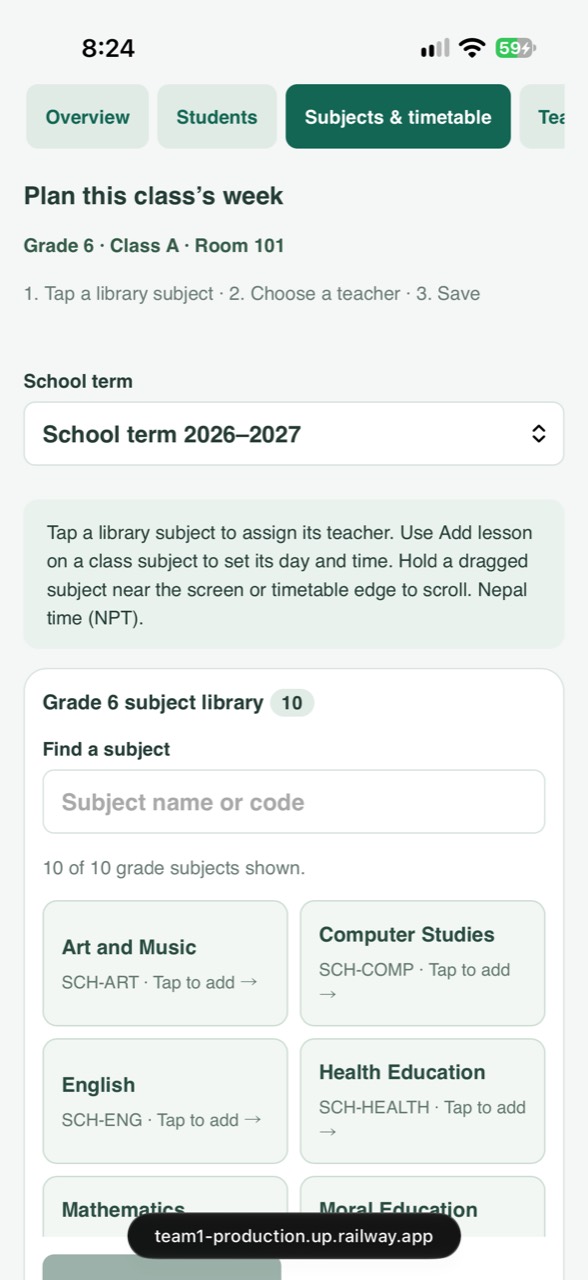 8:24
59
Overview
Students
Subjects & timetable
Tea
Plan this class’s week
Grade 6 · Class A · Room 101
1. Tap a library subject · 2. Choose a teacher · 3. Save
School term
School term 2026–2027
Tap a library subject to assign its teacher. Use Add lesson
on a class subject to set its day and time. Hold a dragged
subject near the screen or timetable edge to scroll. Nepal
time (NPT).
Grade 6 subject library 10
Find a subject
Subject name or code
10 of 10 grade subjects shown.
Art and Music
SCH-ART · Tap to add →
Computer Studies
SCH-COMP · Tap to add
→
English
SCH-ENG · Tap to add →
Health Education
SCH-HEALTH · Tap to add
→
Mathematics
Moral Education
team1-production.up.railway.app